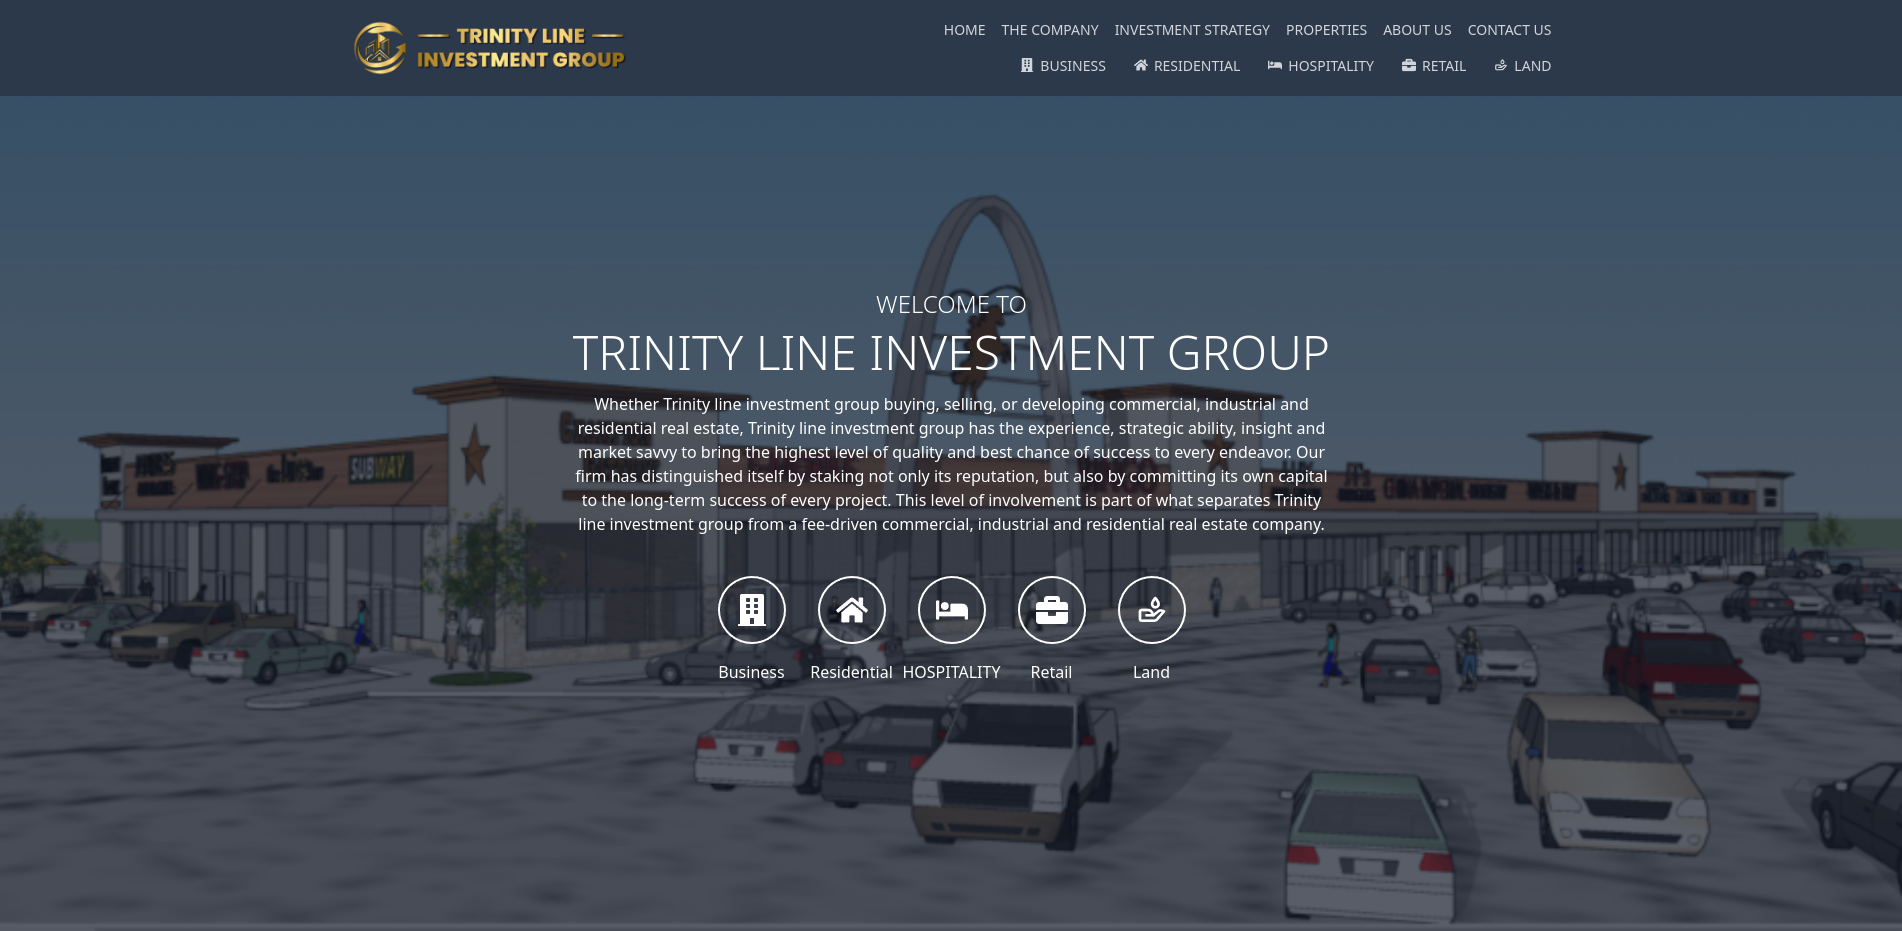 TRINITY LINE
INVESTMENT GROUP
HOME THE COMPANY INVESTMENT STRATEGY PROPERTIES ABOUT US CONTACT US
BUSINESS RESIDENTIAL HOSPITALITY RETAIL LAND
WELCOME TO
TRINITY LINE INVESTMENT GROUP
Whether Trinity line investment group buying, selling, or developing commercial, industrial and
residential real estate, Trinity line investment group has the experience, strategic ability, insight and
market savvy to bring the highest level of quality and best chance of success to every endeavor. Our
firm has distinguished itself by staking not only its reputation, but also by committing its own capital
to the long-term success of every project. This level of involvement is part of what separates Trinity
line investment group from a fee-driven commercial, industrial and residential real estate company.
SUBWAY
Business Residential HOSPITALITY Retail Land